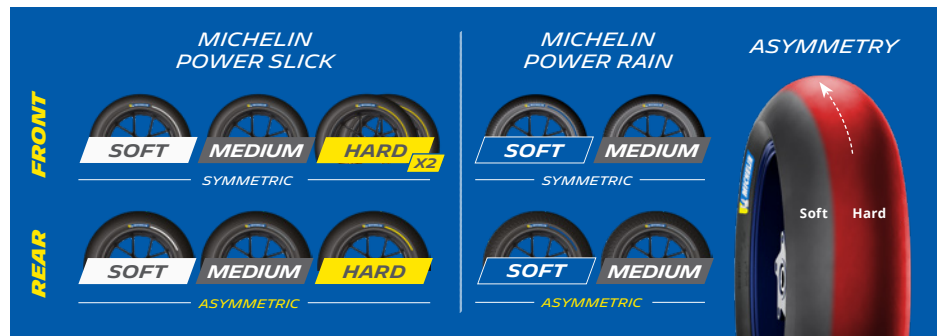 MICHELIN
POWER SLICK
MICHELIN
POWER RAIN
ASYMMETRY
FRONT
SOFT
MEDIUM
HARD
X2
SYMMETRIC
SOFT
MEDIUM
SYMMETRIC
REAR
SOFT
MEDIUM
HARD
ASYMMETRIC
SOFT
MEDIUM
ASYMMETRIC
MICHELIN
Soft
Hard